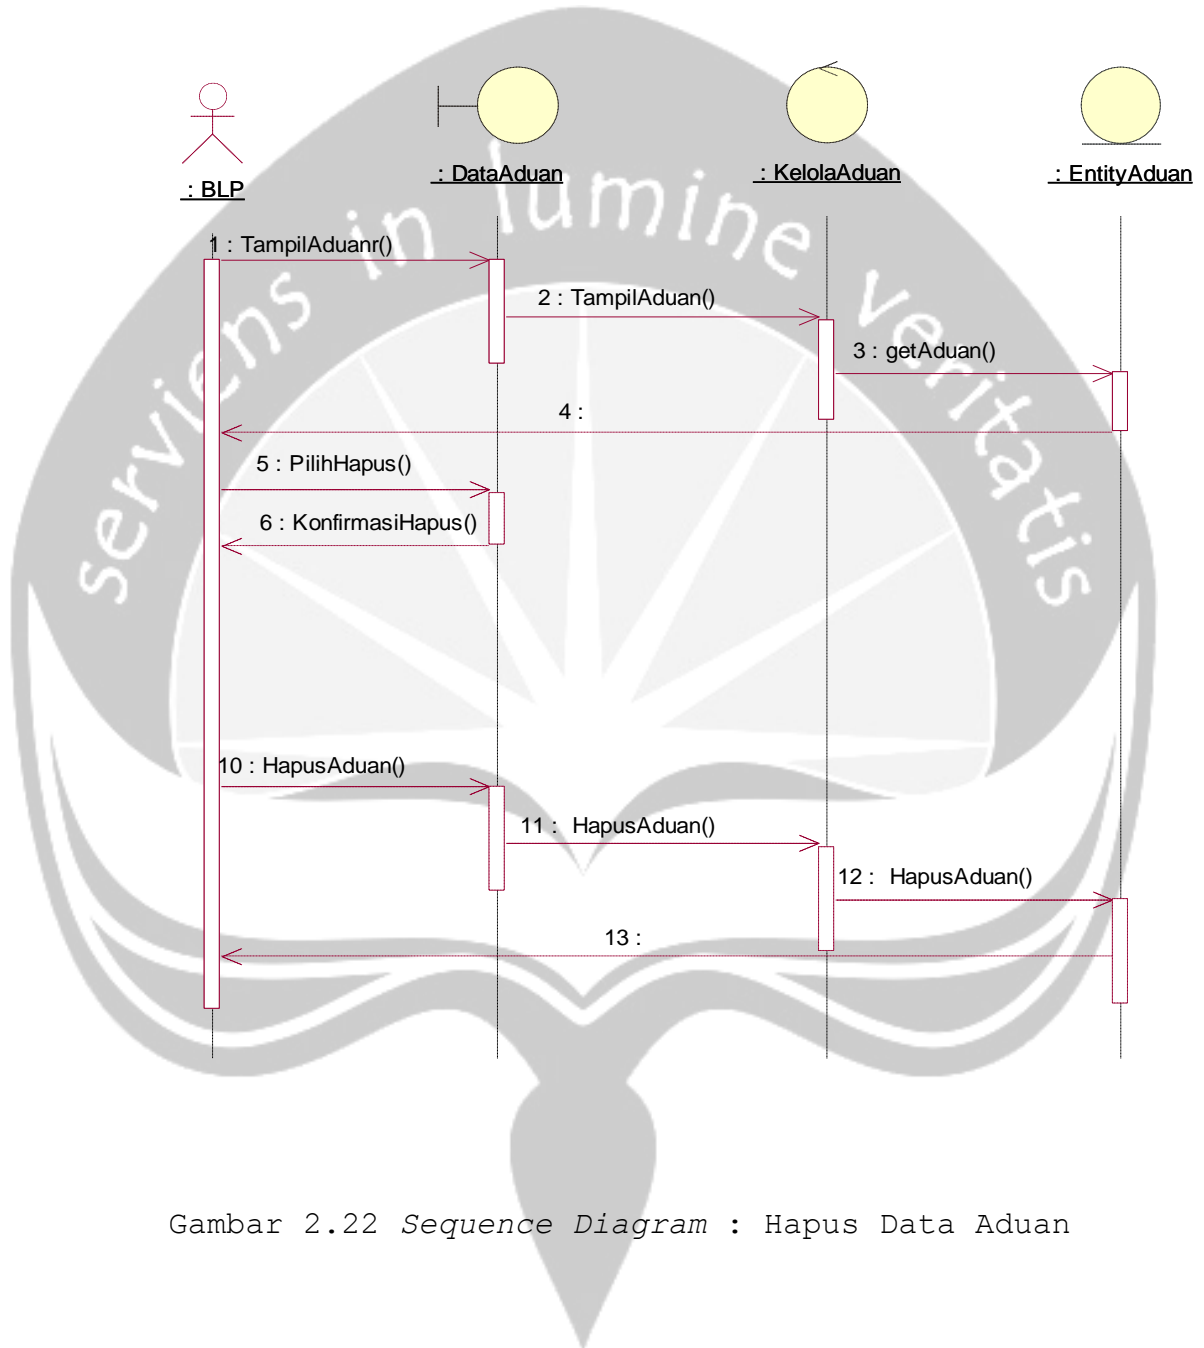 serviens in lumine veritatis
: BLP
: DataAduan
: KelolaAduan
: EntityAduan
1 : TampilAduanr()
2 : TampilAduan()
3 : getAduan()
4 :
5 : PilihHapus()
6 : KonfirmasiHapus()
10 : HapusAduan()
11 : HapusAduan()
12 : HapusAduan()
13 :
Gambar 2.22 Sequence Diagram : Hapus Data Aduan